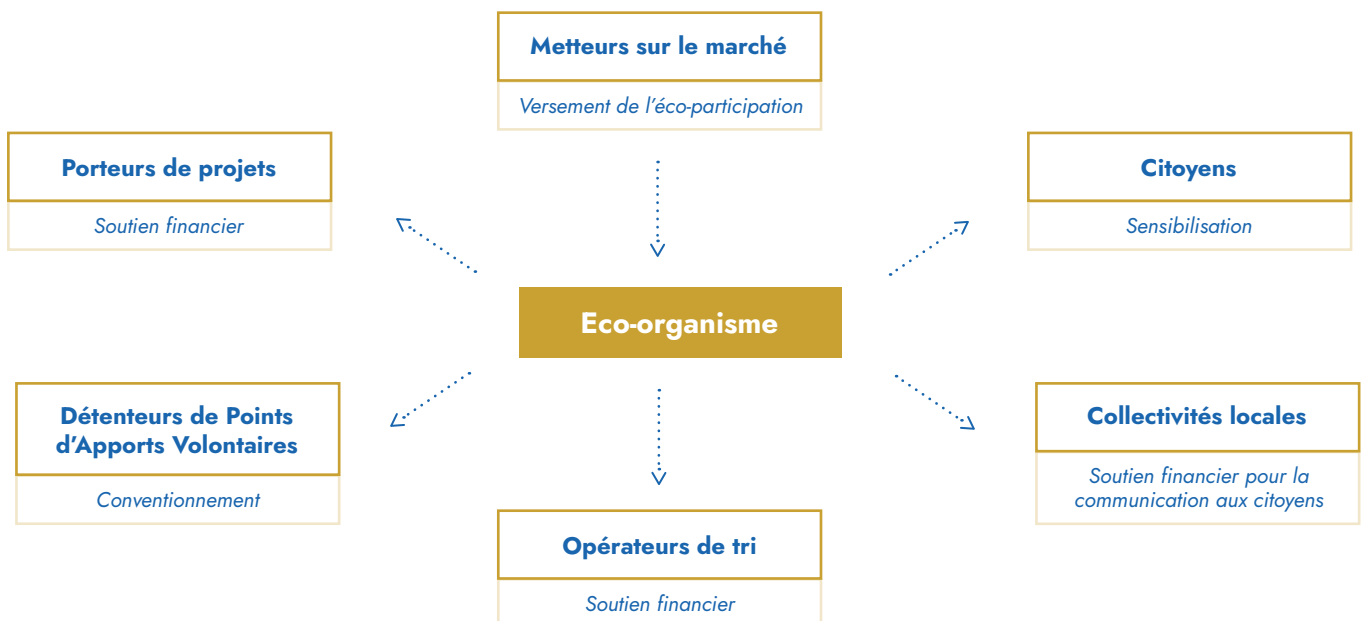 Metteurs sur le marché
Versement de l’éco-participation
Porteurs de projets
Soutien financier
Citoyens
Sensibilisation
Eco-organisme
Détenteurs de Points
d’Apports Volontaires
Conventionnement
Collectivités locales
Soutien financier pour la
communication aux citoyens
Opérateurs de tri
Soutien financier